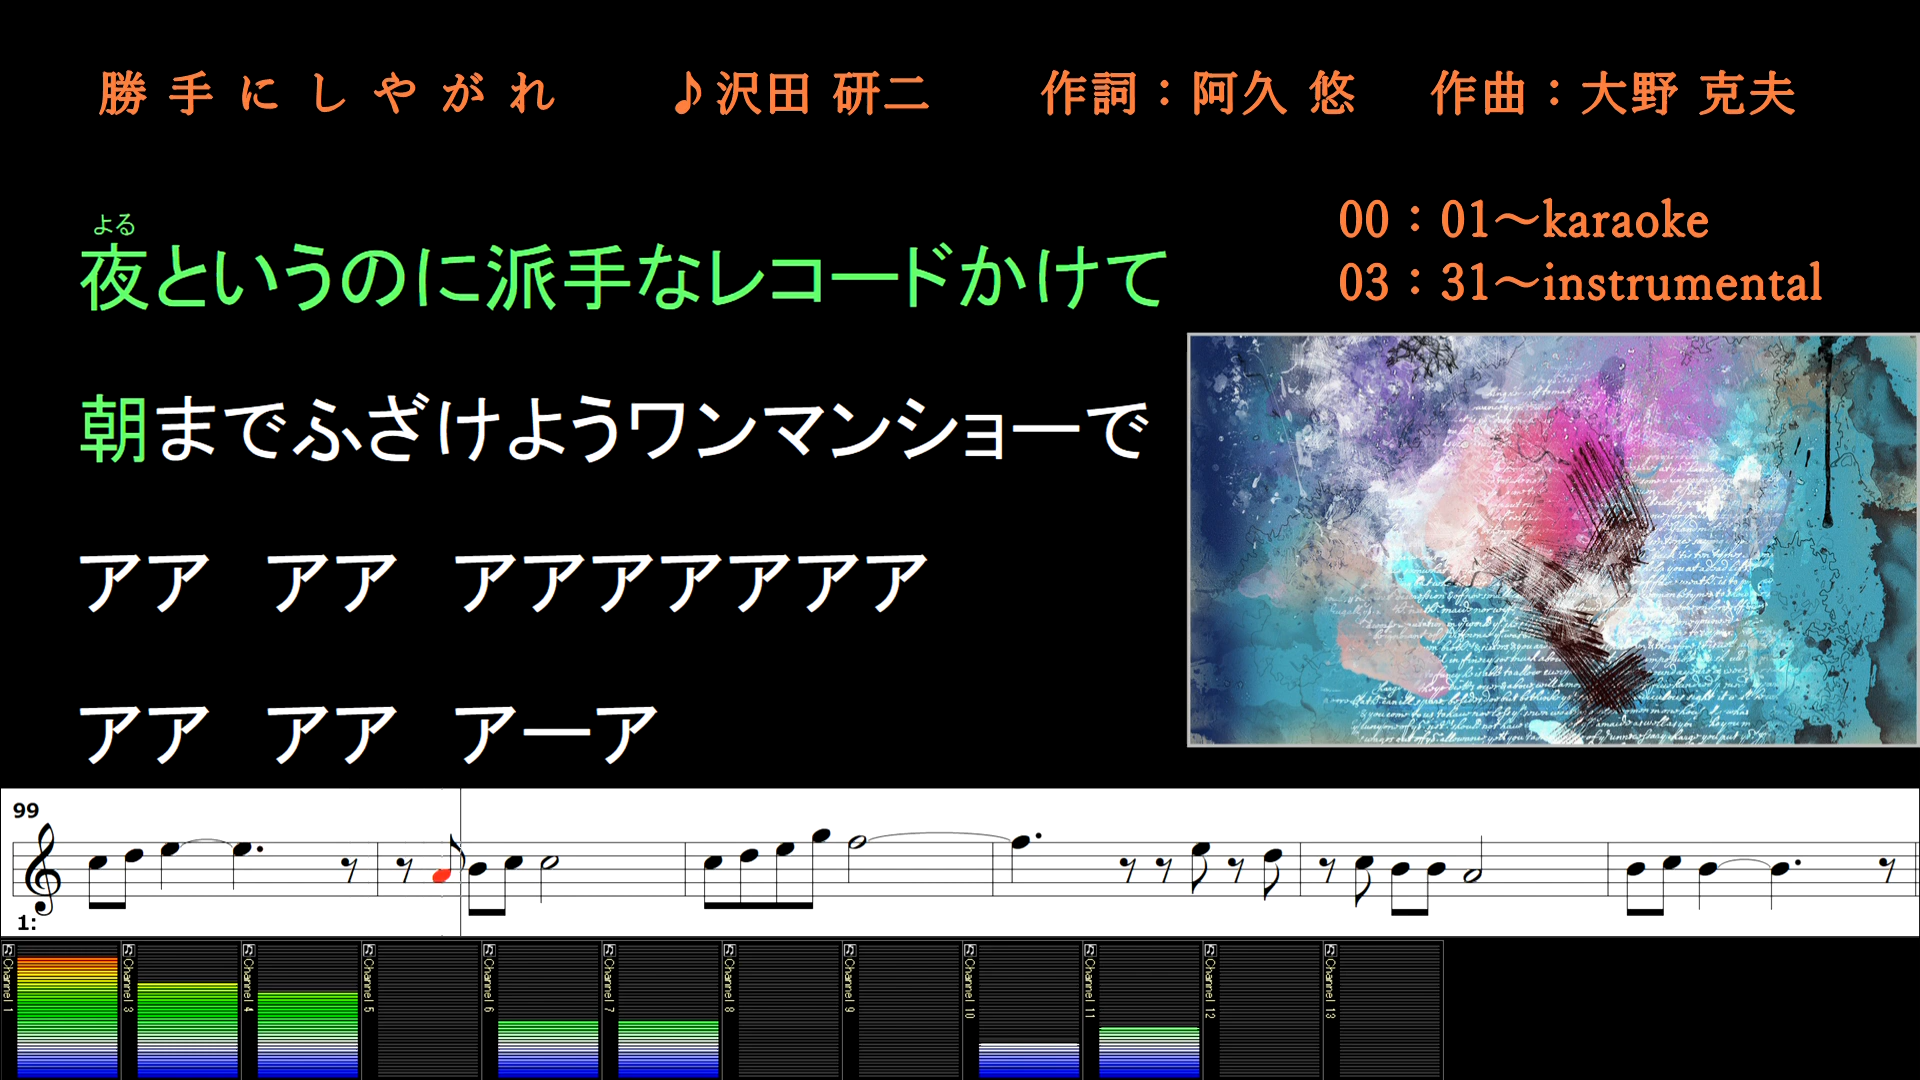 勝手にしやがれ ♪沢田 研二 作詞：阿久 悠 作曲：大野 克夫
00：01～karaoke
03：31～instrumental
よる
夜というのに派手なレコードかけて
朝までふざけようワンマンショーで
アア アア アアアアアアア
アア アア アーア
99
1:
Channel 1
Channel 3
Channel 4
Channel 5
Channel 6
Channel 7
Channel 8
Channel 9
Channel 10
Channel 11
Channel 12
Channel 13